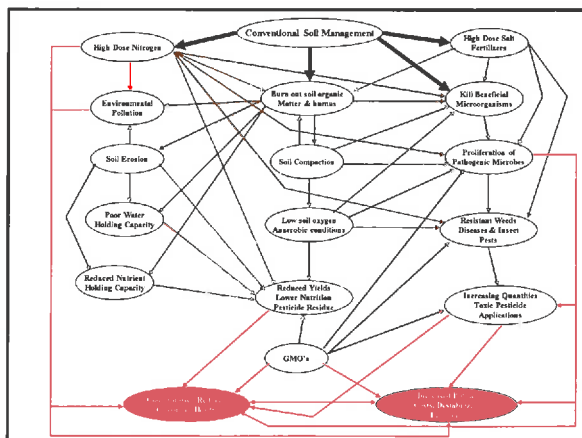 Conventional Soil Management
High Dose Nitrogen
High Dose Salt
Fertilizers
Environmental
Pollution
Burn out soil organic
Matter & humus
Kill Beneficial
Microorganisms
Soil Erosion
Soil Compaction
Proliferation of
Pathogenic Microbes
Poor Water
Holding Capacity
Low soil oxygen
Anaerobic conditions
Resistant Weeds
Diseases & Insect
Pests
Reduced Nutrient
Holding Capacity
Reduced Yields
Lower Nutrition
Pesticide Residue
Increasing Quantities
Toxic Pesticide
Applications
GMO's